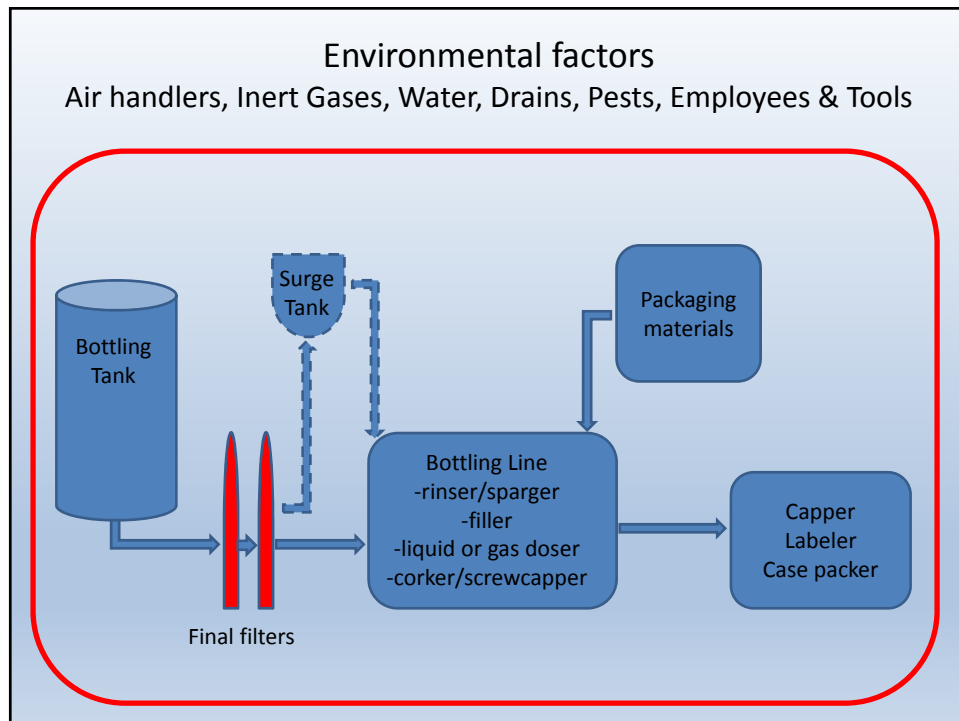 Environmental factors
Air handlers, Inert Gases, Water, Drains, Pests, Employees & Tools
Surge
Tank
Packaging
materials
Bottling
Tank
Bottling Line
-rinser/sparger
-filler
-liquid or gas doser
-corker/screwcapper
Capper
Labeler
Case packer
Final filters